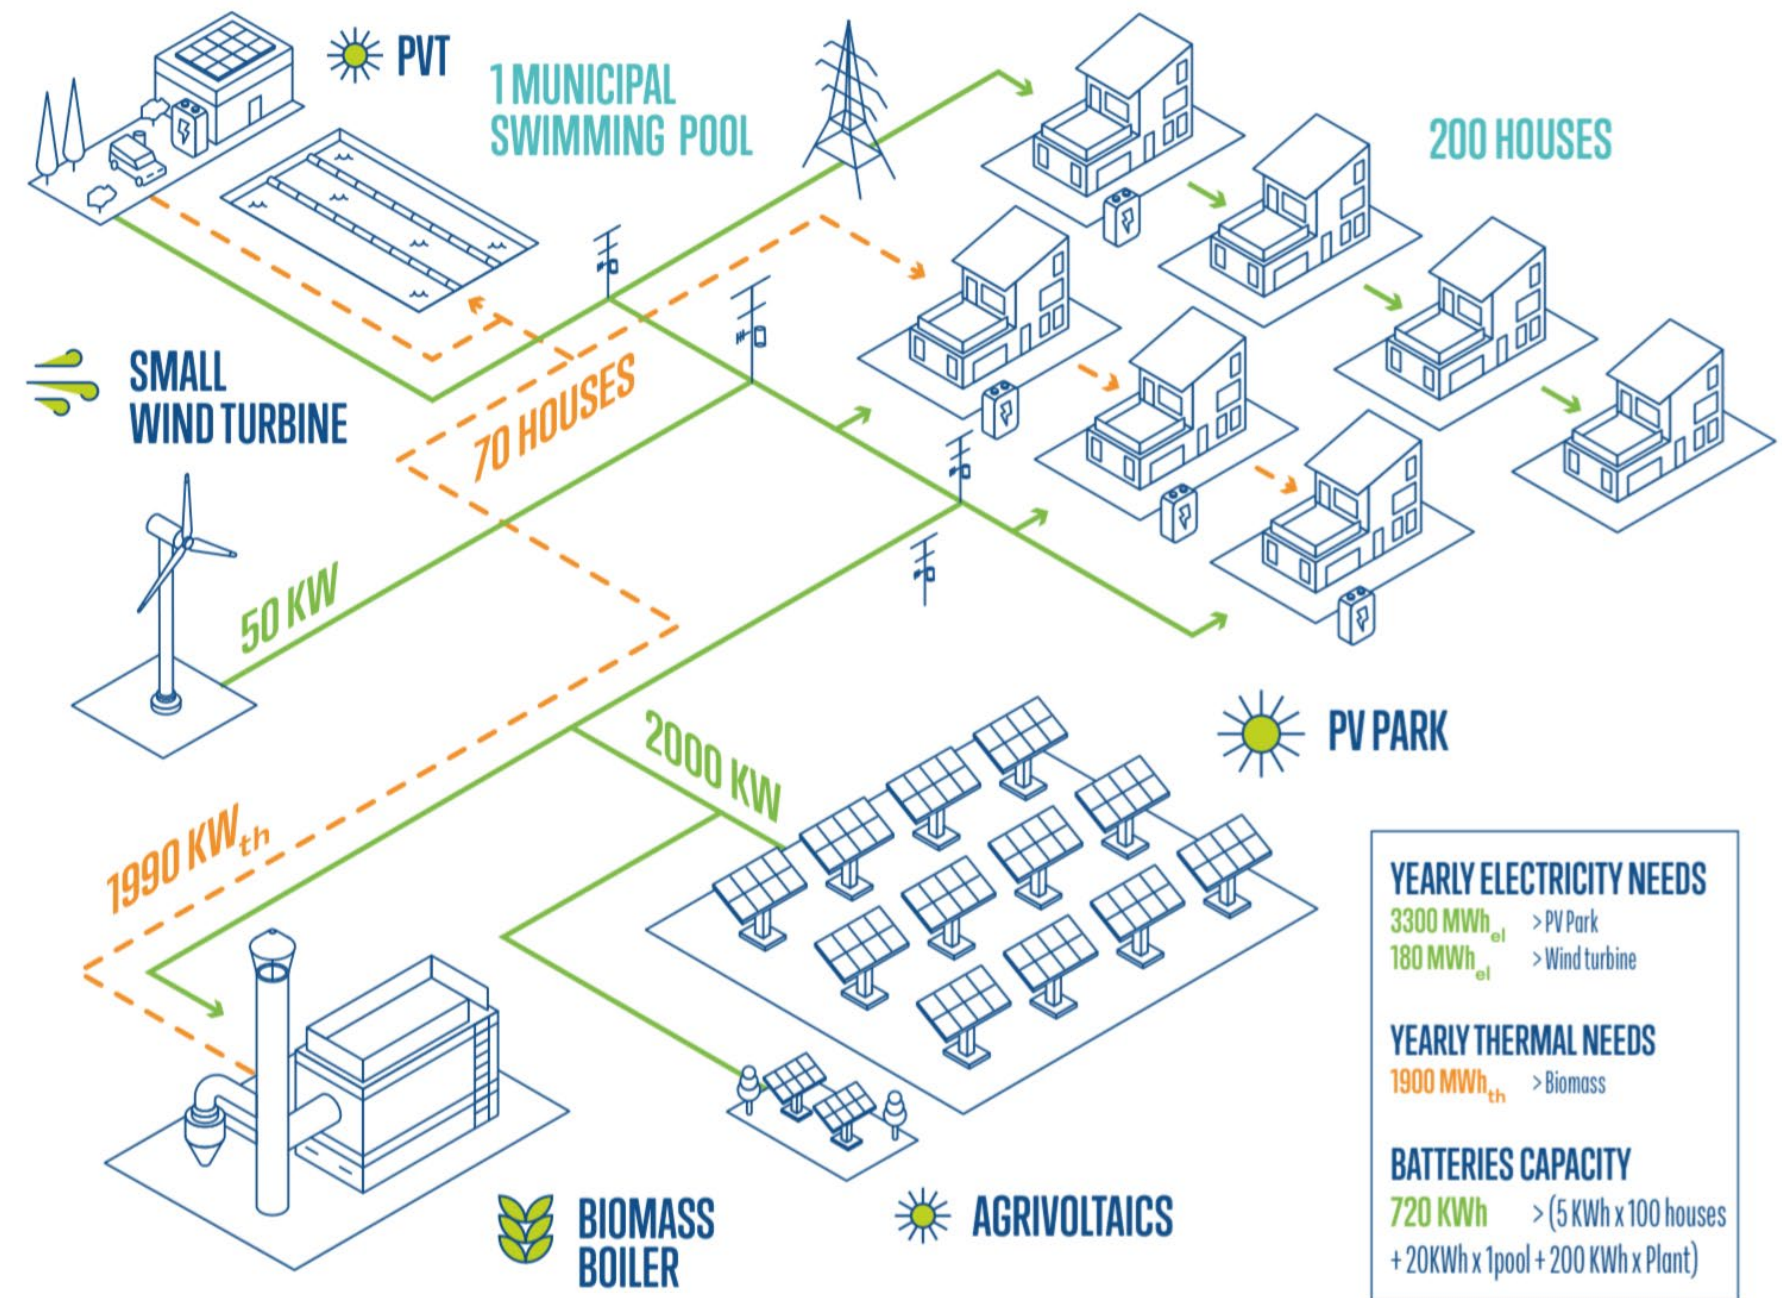 PVT
1 MUNICIPAL
SWIMMING POOL
200 HOUSES
SMALL
WIND TURBINE
70 HOUSES
50 KW
2000 KW
PV PARK
1990 KWth
YEARLY ELECTRICITY NEEDS
3300 MWhel > PV Park
180 MWhel > Wind turbine
YEARLY THERMAL NEEDS
1900 MWhth > Biomass
BATTERIES CAPACITY
720 KWh > (5 KWh x 100 houses
+ 20KWh x 1pool + 200 KWh x Plant)
BIOMASS
BOILER
AGRIVOLTAICS